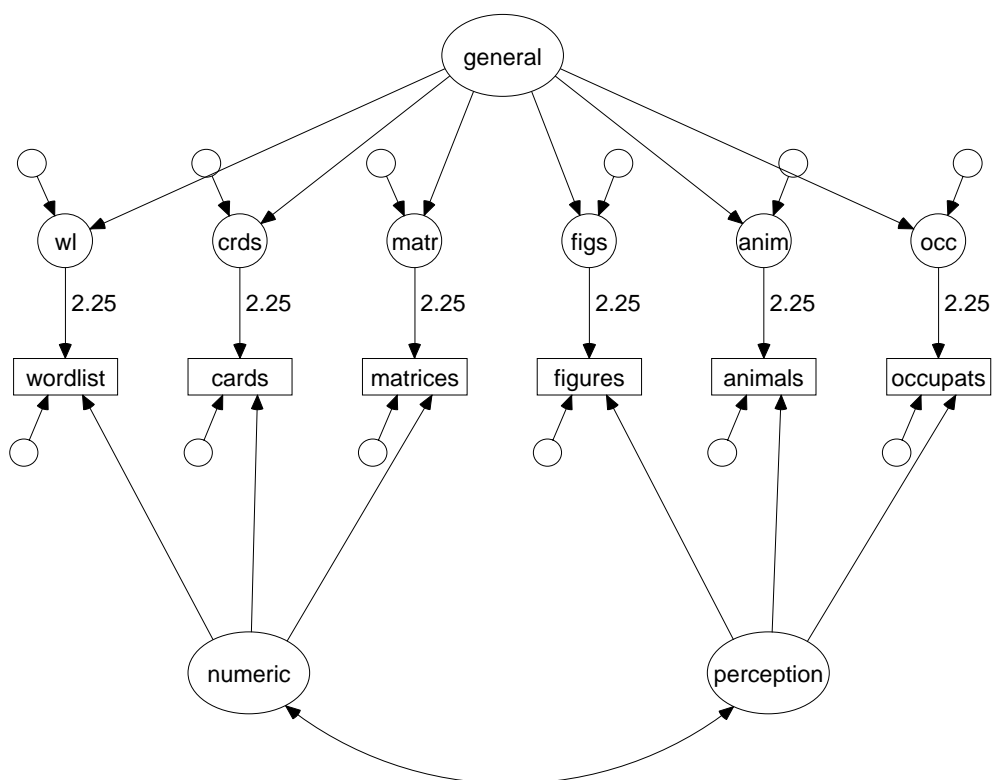 general
wl
crds
matr
figs
anim
occ
2.25
2.25
2.25
2.25
2.25
2.25
wordlist
cards
matrices
figures
animals
occupats
numeric
perception